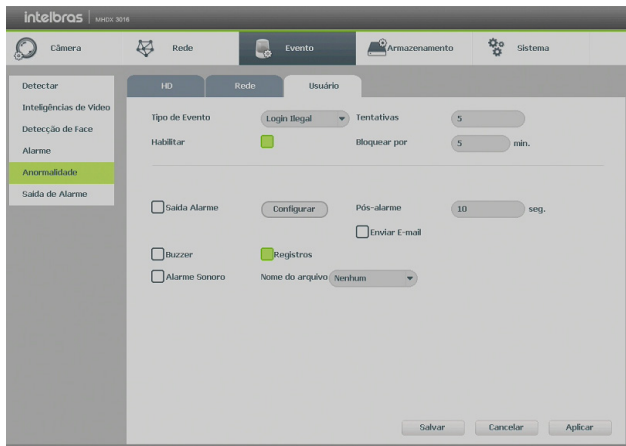 intelbras MHDX 3016
Câmera Rede Evento Armazenamento Sistema
Detectar
Inteligências de Video
Detecção de Face
Alarme
Anormalidade
Saída de Alarme
HD Rede Usuário
Tipo de Evento Login Ilegal Tentativas 5
Habilitar Bloquear por 5 min.
Saída Alarme Configurar Pós-alarme 10 seg.
Enviar E-mail
Buzzer Registros
Alarme Sonoro Nome do arquivo Nenhum
Salvar Cancelar Aplicar